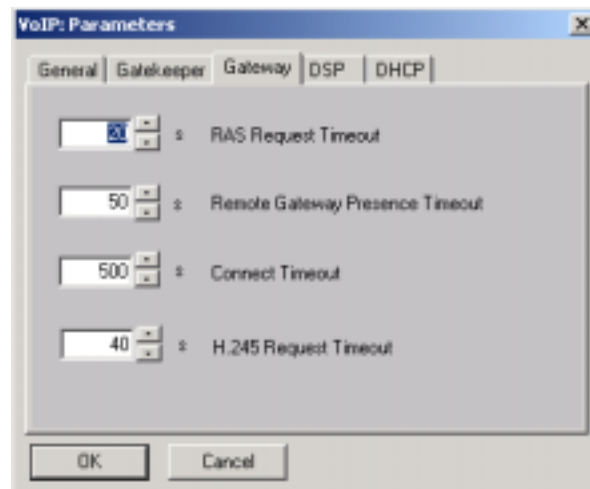 VoIP: Parameters
General Gatekeeper Gateway DSP DHCP
20 s RAS Request Timeout
50 s Remote Gateway Presence Timeout
500 s Connect Timeout
40 s H.245 Request Timeout
OK Cancel